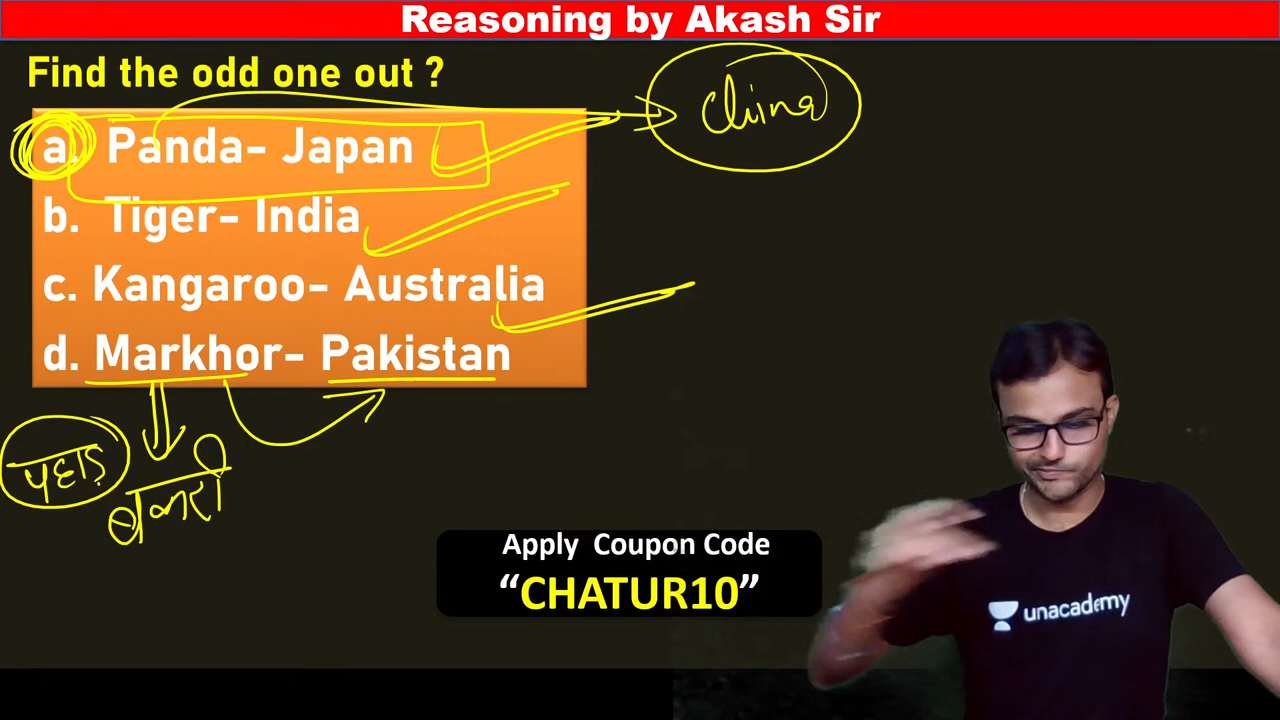 Reasoning by Akash Sir
Find the odd one out ?
China
a. Panda- Japan
b. Tiger- India
c. Kangaroo- Australia
d. Markhor- Pakistan
पहाड़
बकरी
Apply Coupon Code
“CHATUR10”
unacademy